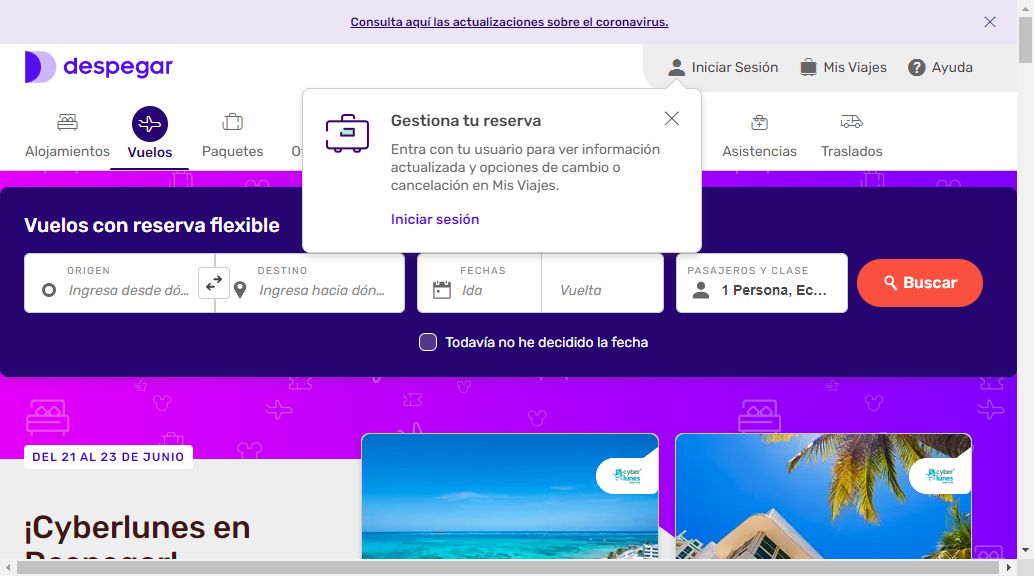 Consulta aquí las actualizaciones sobre el coronavirus.
despegar
Iniciar Sesión
Mis Viajes
? Ayuda
Alojamientos
Vuelos
Paquetes
Asistencias
Traslados
Gestiona tu reserva
Entra con tu usuario para ver información
actualizada y opciones de cambio o
cancelación en Mis Viajes.
Iniciar sesión
Vuelos con reserva flexible
ORIGEN
Ingresa desde dó...
DESTINO
Ingresa hacia dón...
FECHAS
Ida
Vuelta
PASAJEROS Y CLASE
1 Persona, Ec...
Buscar
Todavía no he decidido la fecha
DEL 21 AL 23 DE JUNIO
¡Cyberlunes en
Despegar!
cyber
lunes
cyber
lunes